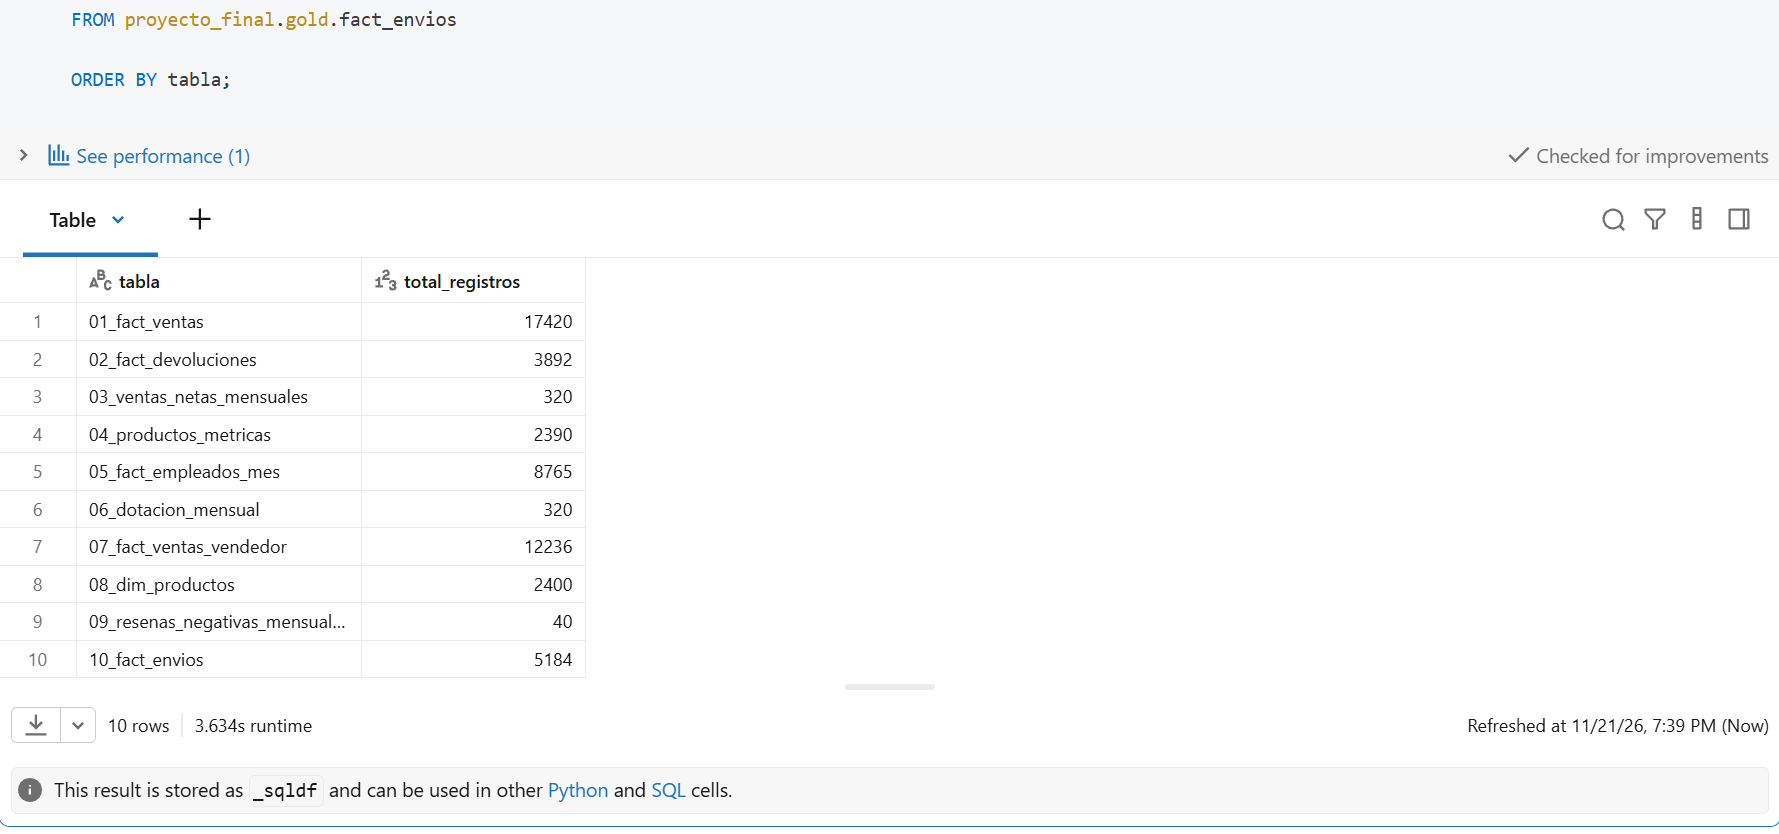 FROM proyecto_final.gold.fact_envios
ORDER BY tabla;
See performance (1)
Checked for improvements
Table
tabla total_registros
1 01_fact_ventas 17420
2 02_fact_devoluciones 3892
3 03_ventas_netas_mensuales 320
4 04_productos_metricas 2390
5 05_fact_empleados_mes 8765
6 06_dotacion_mensual 320
7 07_fact_ventas_vendedor 12236
8 08_dim_productos 2400
9 09_resenas_negativas_mensual... 40
10 10_fact_envios 5184
10 rows 3.634s runtime
Refreshed at 11/21/26, 7:39 PM (Now)
This result is stored as _sqldf and can be used in other Python and SQL cells.